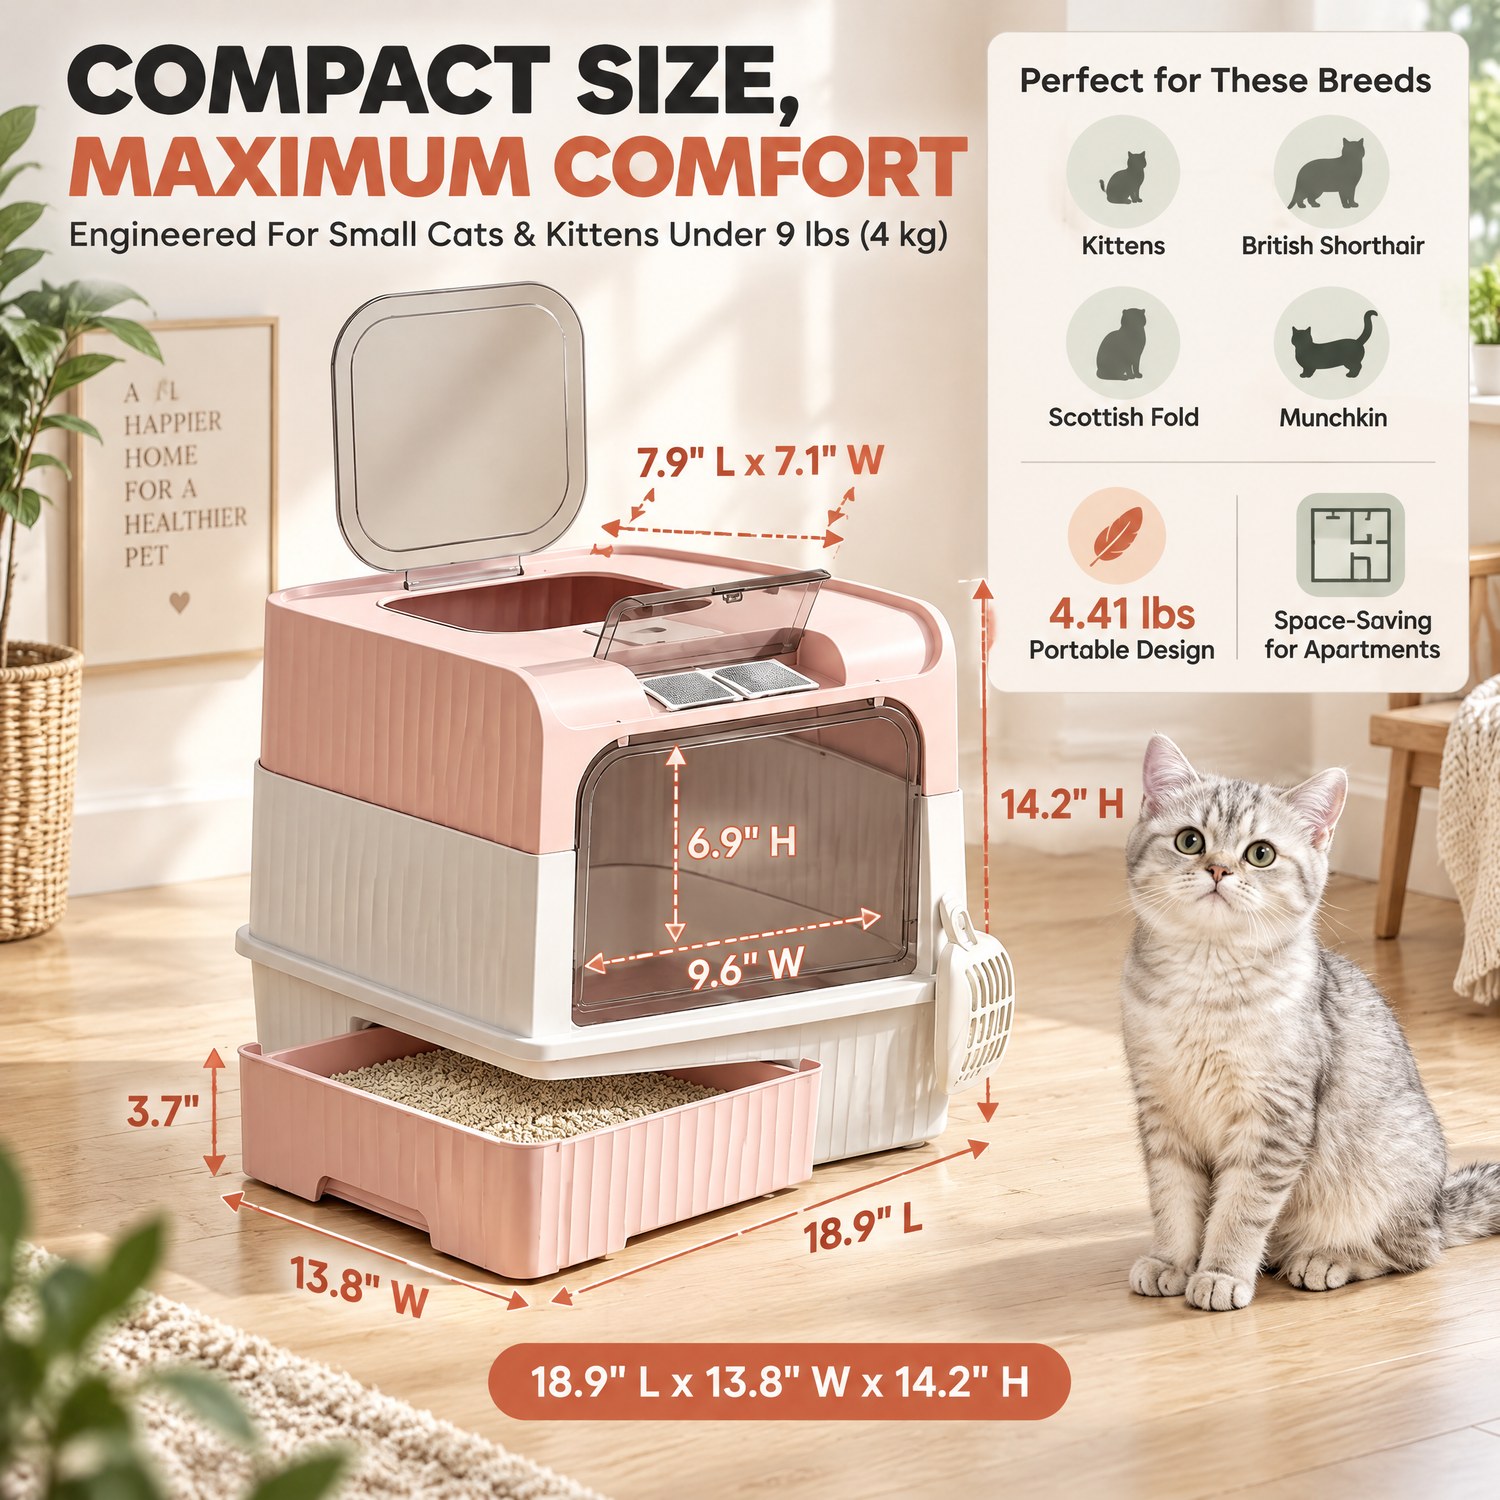 COMPACT SIZE,
MAXIMUM COMFORT
Engineered For Small Cats & Kittens Under 9 lbs (4 kg)
Perfect for These Breeds
Kittens
British Shorthair
Scottish Fold
Munchkin
4.41 lbs
Portable Design
Space-Saving
for Apartments
A
HAPPIER
HOME
FOR A
HEALTHIER
PET
7.9" L x 7.1" W
14.2" H
6.9" H
9.6" W
3.7"
13.8" W
18.9" L
18.9" L x 13.8" W x 14.2" H